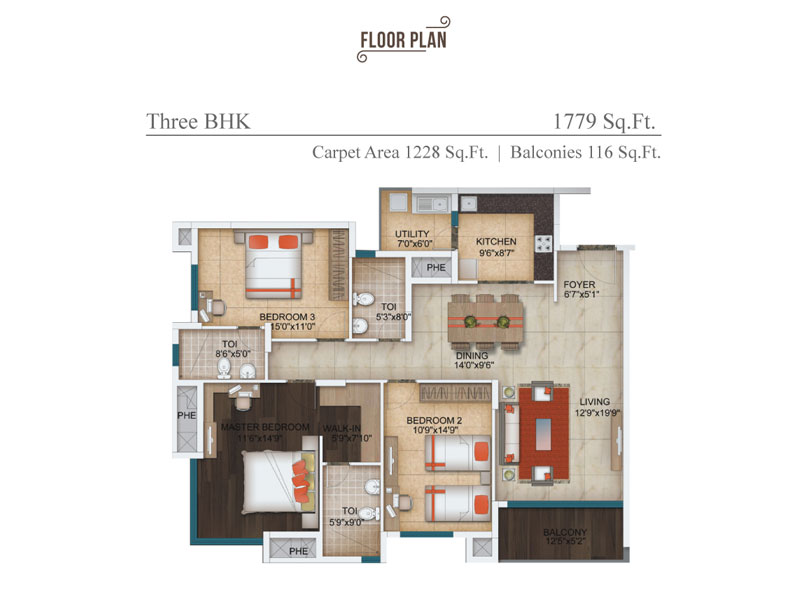 FLOOR PLAN
Three BHK 1779 Sq.Ft.
Carpet Area 1228 Sq.Ft. | Balconies 116 Sq.Ft.
UTILITY
7'0"x6'0"
KITCHEN
9'6"x8'7"
PHE
FOYER
6'7"x5'1"
BEDROOM 3
15'0"x11'0"
TOI
5'3"x8'0"
TOI
8'6"x5'0"
DINING
14'0"x9'6"
LIVING
12'9"x19'9"
PHE
MASTER BEDROOM
11'6"x14'9"
WALK-IN
5'9"x7'10"
BEDROOM 2
10'9"x14'9"
TOI
5'9"x9'0"
PHE
BALCONY
12'5"x5'2"